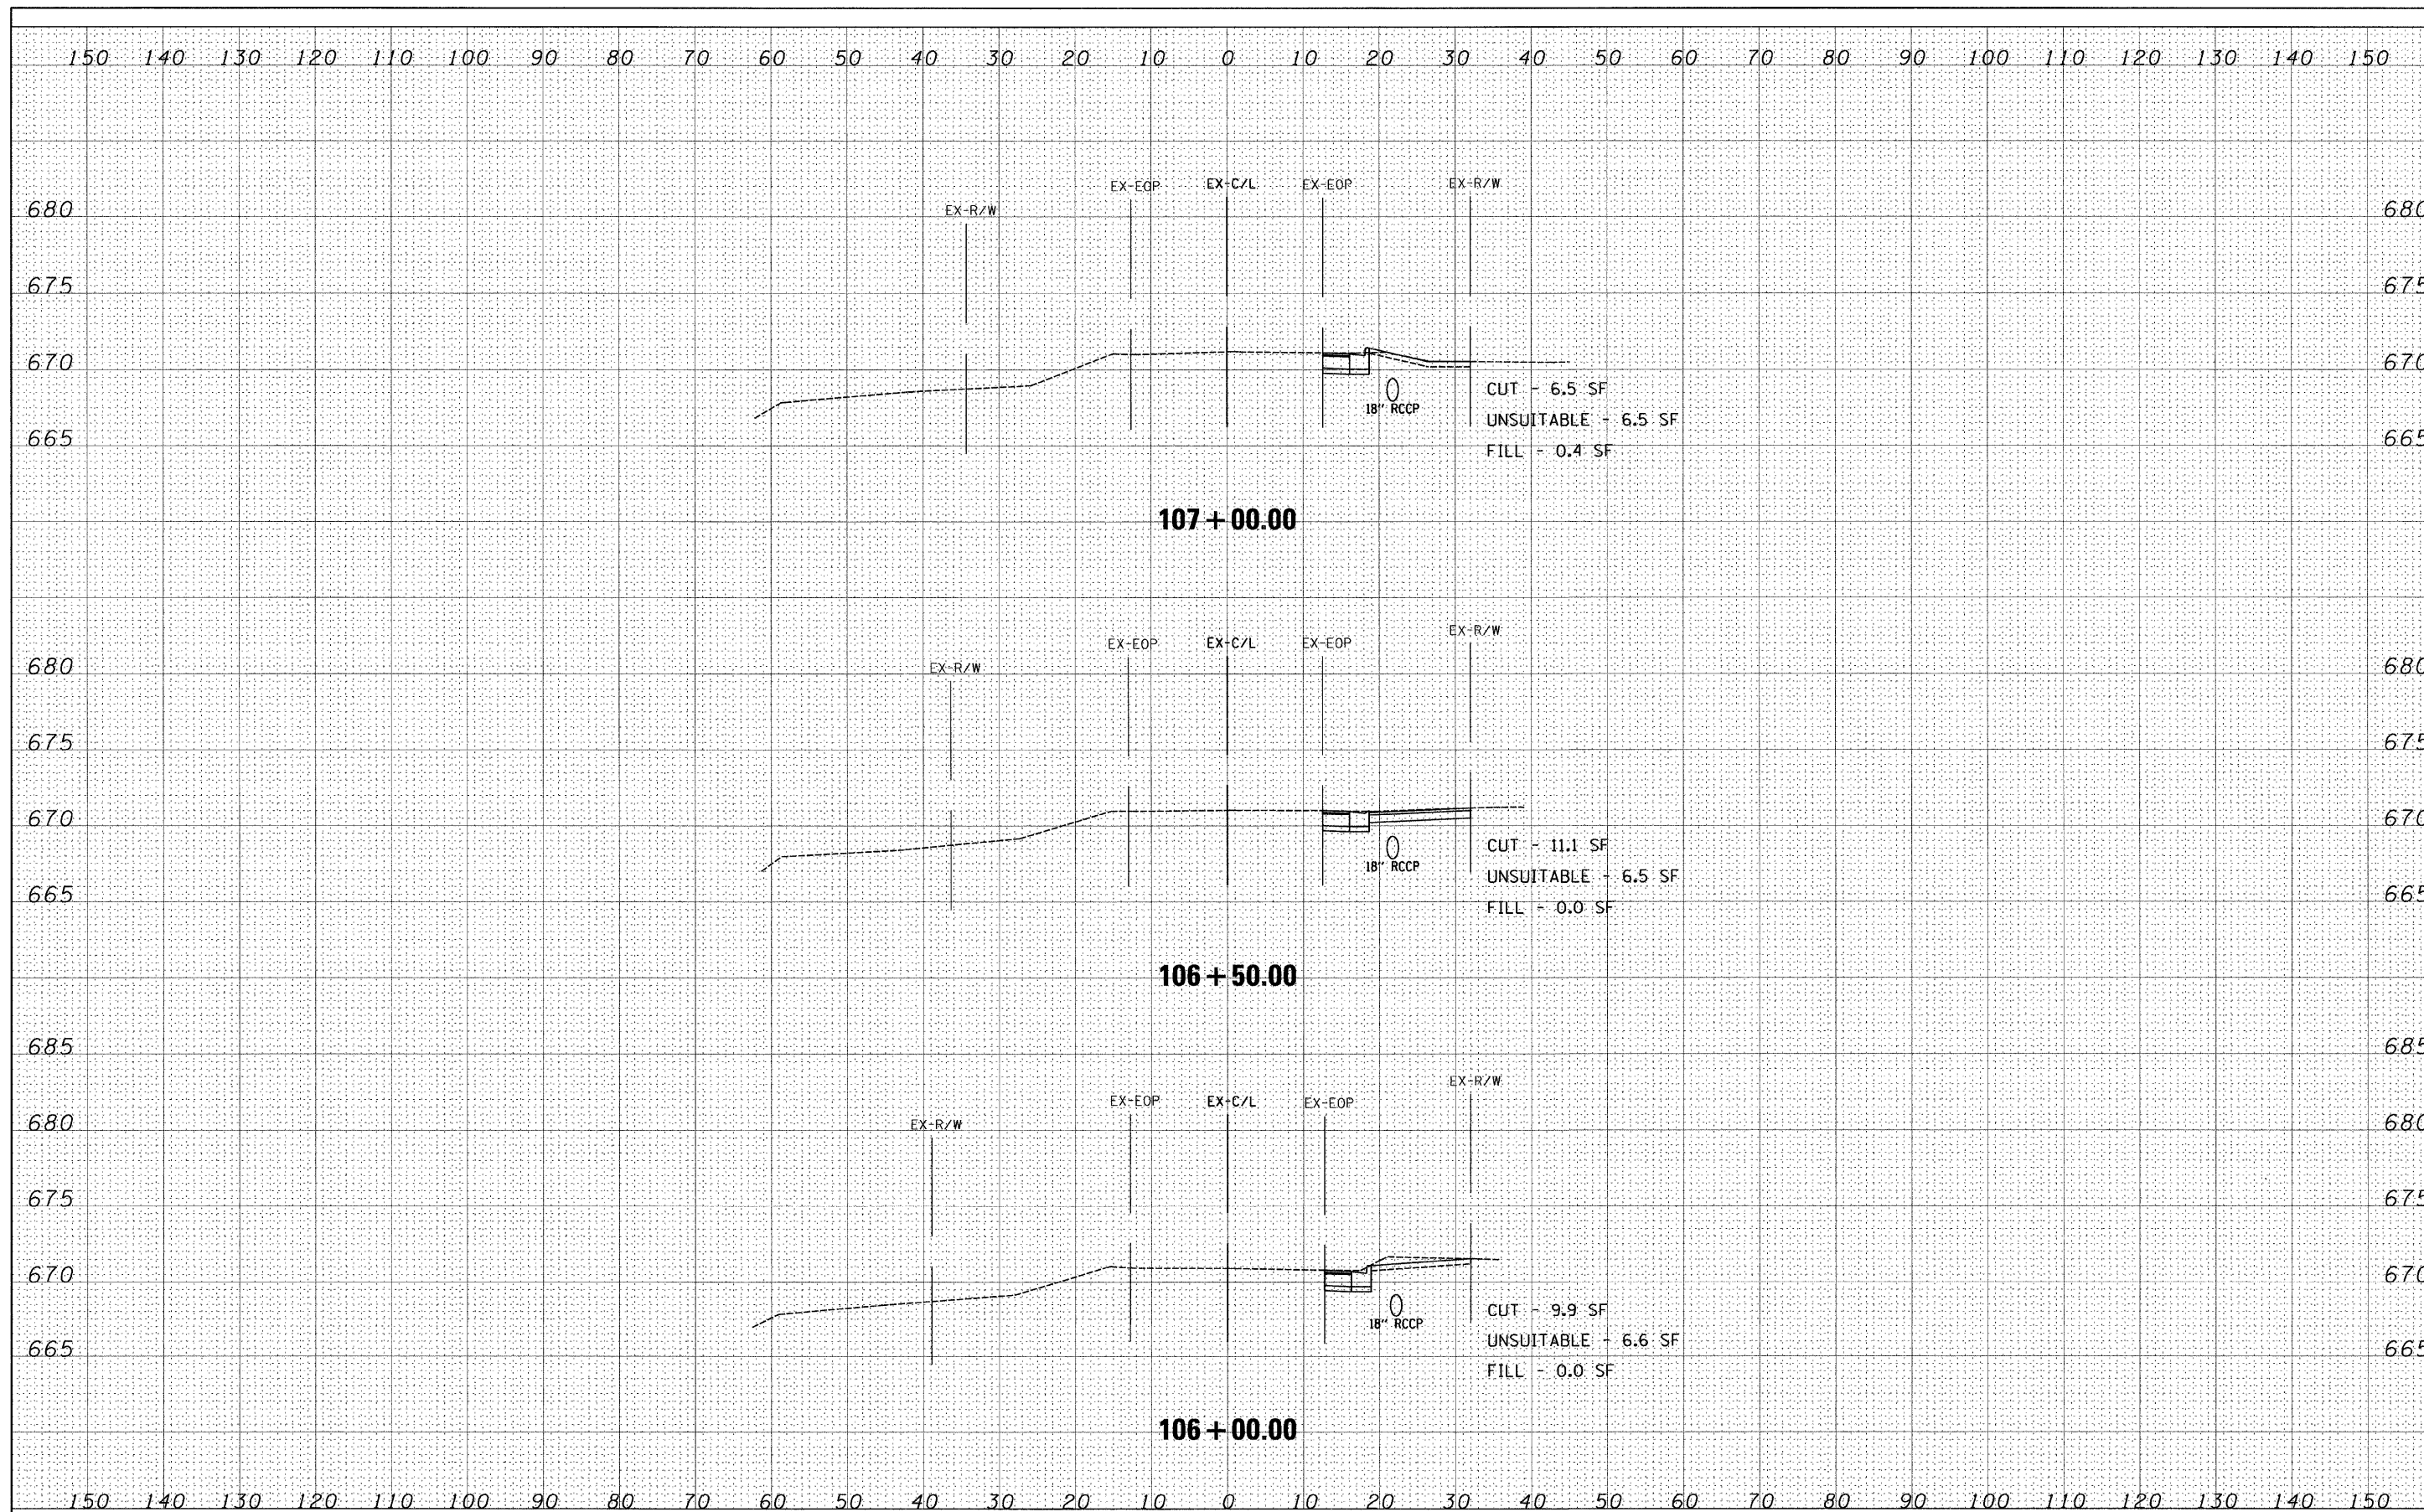 150 140 130 120 110 100 90 80 70 60 50 40 30 20 10 0 10 20 30 40 50 60 70 80 90 100 110 120 130 140 150
EX-EOP EX-C/L EX-EOP EX-R/W
EX-R/W
680 680
675 675
670 670
18" RCCP
CUT - 6.5 SF
UNSUITABLE - 6.5 SF
665 665
FILL - 0.4 SF
107+00.00
EX-R/W
EX-EOP EX-C/L EX-EOP
EX-R/W
680 680
675 675
670 670
CUT - 11.1 SF
18" RCCP
UNSUITABLE - 6.5 SF
665 665
FILL - 0.0 SF
106+50.00
685 685
EX-R/W
EX-EOP EX-C/L EX-EOP
680 680
EX-R/W
675 675
670 670
CUT - 9.9 SF
18" RCCP
UNSUITABLE - 6.6 SF
665 665
FILL - 0.0 SF
106+00.00
150 140 130 120 110 100 90 80 70 60 50 40 30 20 10 0 10 20 30 40 50 60 70 80 90 100 110 120 130 140 150